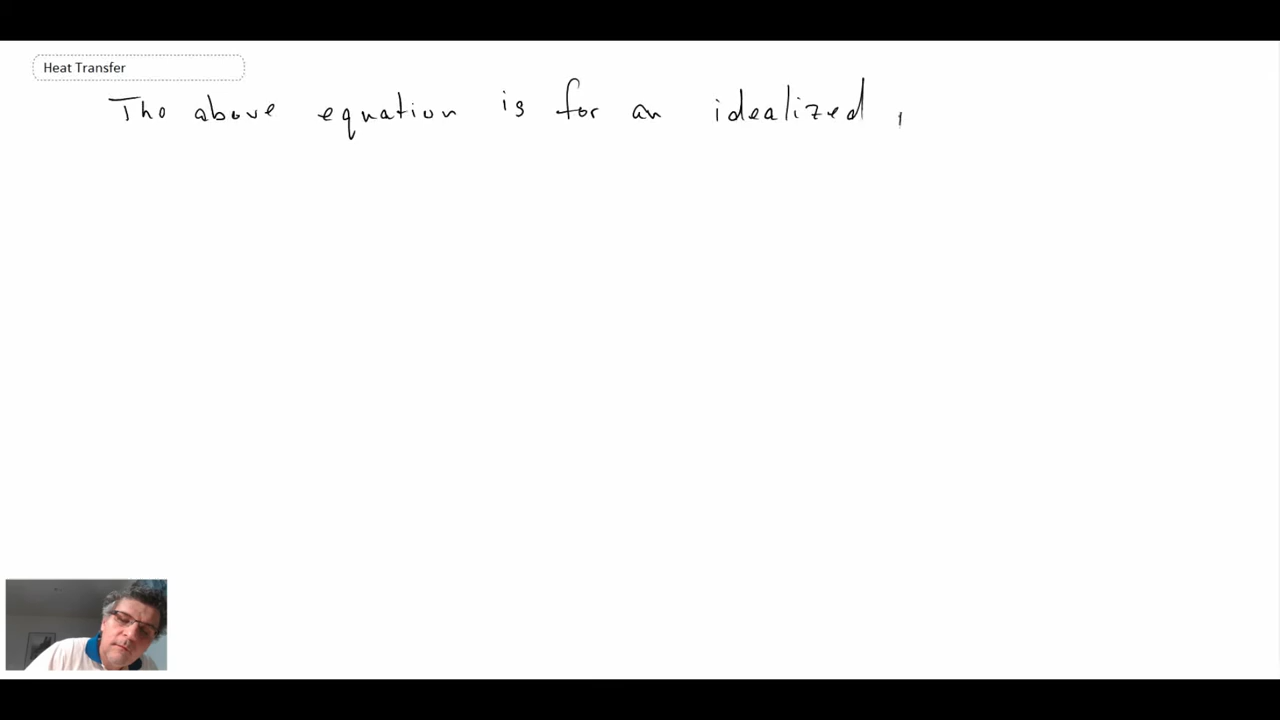 Heat Transfer
The above equation is for an idealized